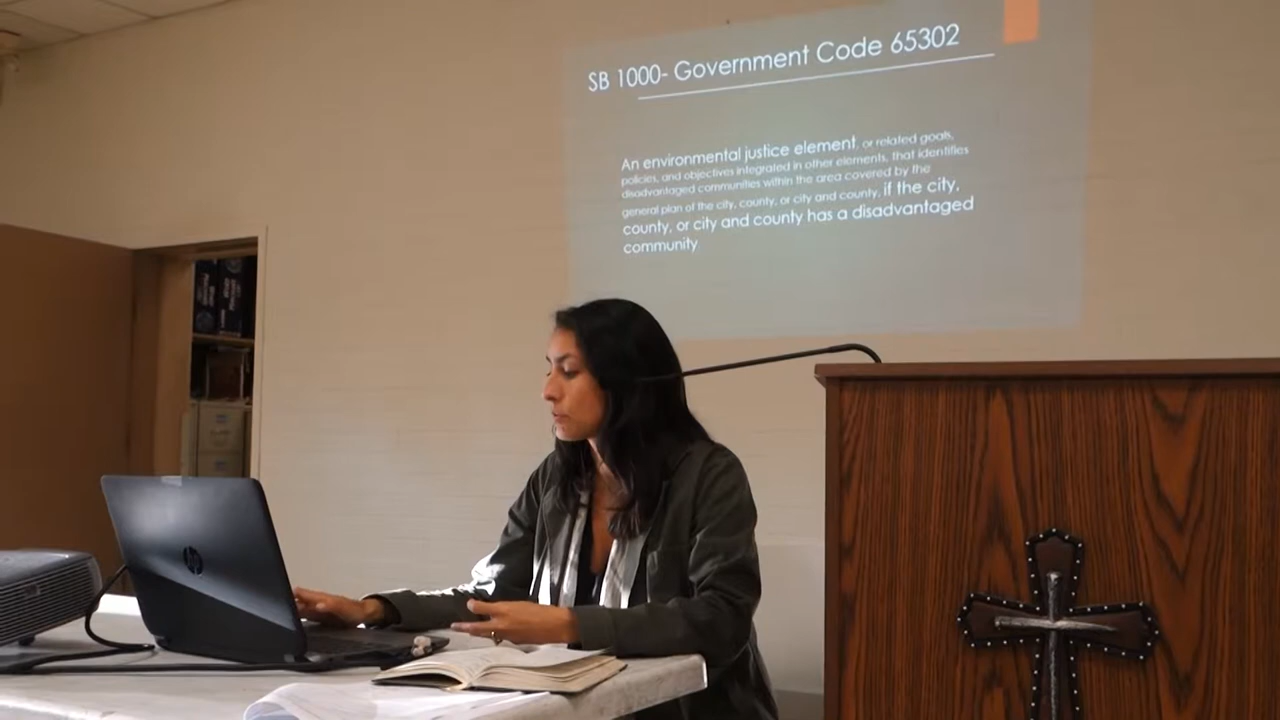 SB 1000- Government Code 65302
An environmental justice element, or related goals,
policies, and objectives integrated in other elements, that identifies
disadvantaged communities within the area covered by the
general plan of the city, county, or city and county, if the city,
county, or city and county has a disadvantaged
community
hp